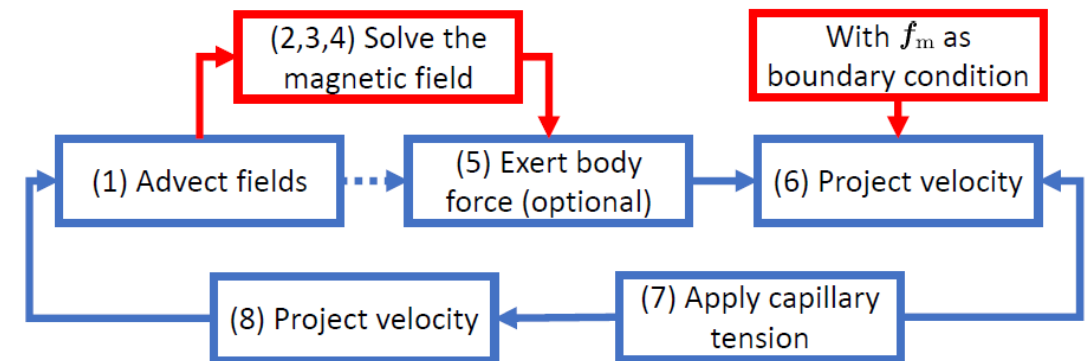 (2,3,4) Solve the
magnetic field
With fm as
boundary condition
(1) Advect fields
(5) Exert body
force (optional)
(6) Project velocity
(8) Project velocity
(7) Apply capillary
tension